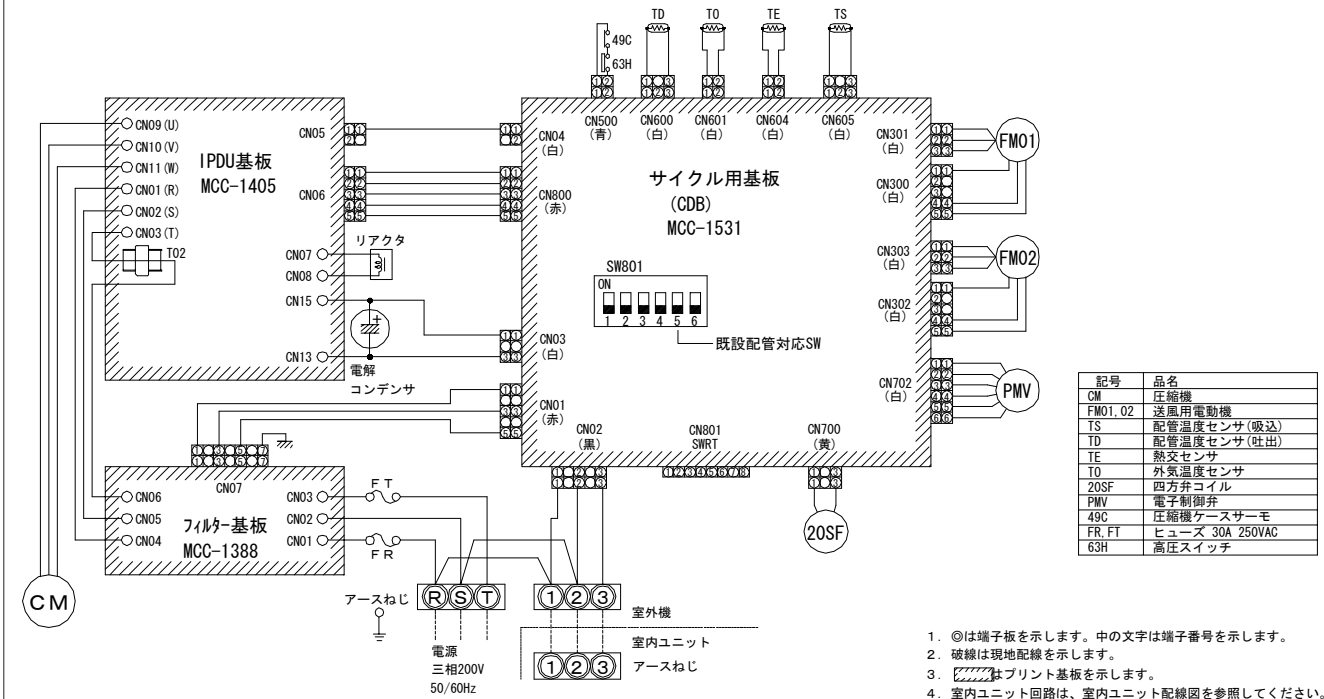 TD
TO
TE
TS
49C
63H
①②
①②③
①②
①②
①②③
CN500
(青)
CN600
(白)
CN601
(白)
CN604
(白)
CN605
(白)
CN09(U)
CN10(V)
CN11(W)
CN01(R)
CN02(S)
CN03(T)
T02
IPDU基板
MCC-1405
CN05
CN06
CN07
CN08
CN15
CN13
リアクタ
+
電解
コンデンサ
CN04
(白)
CN800
(赤)
CN03
(白)
CN01
(赤)
サイクル用基板
(CDB)
MCC-1531
SW801
ON
1 2 3 4 5 6
既設配管対応SW
CN301
(白)
CN300
(白)
CN303
(白)
CN302
(白)
CN702
(白)
FM01
FM02
PMV
CN02
(黒)
CN801
SWRT
CN700
(黄)
①②③④⑤⑥⑦⑧
20SF
CN07
CN06
CN05
CN04
フィルター基板
MCC-1388
CN03
CN02
CN01
FT
FR
CM
アースねじ
R S T
① ② ③
室外機
室内ユニット
① ② ③
アースねじ
電源
三相200V
50/60Hz
記号 品名
CM 圧縮機
FM01,02 送風用電動機
TS 配管温度センサ(吸込)
TD 配管温度センサ(吐出)
TE 熱交センサ
TO 外気温度センサ
20SF 四方弁コイル
PMV 電子制御弁
49C 圧縮機ケースサーモ
FR,FT ヒューズ 30A 250VAC
63H 高圧スイッチ
1. ◎は端子板を示します。中の文字は端子番号を示します。
2. 破線は現地配線を示します。
3. はプリント基板を示します。
4. 室内ユニット回路は、室内ユニット配線図を参照してください。